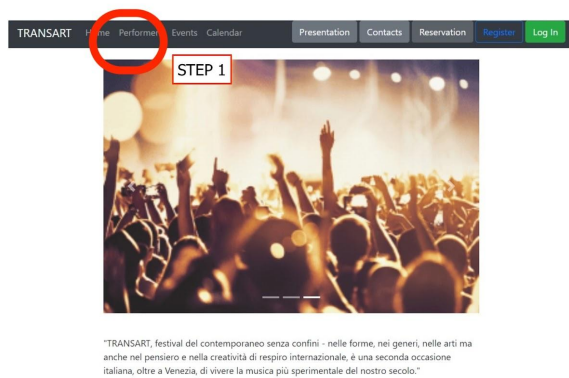 TRANSART Home Performers Events Calendar Presentation Contacts Reservation Register Log In
STEP 1
"TRANSART, festival del contemporaneo senza confini - nelle forme, nei generi, nelle arti ma
anche nel pensiero e nella creatività di respiro internazionale, è una seconda occasione
italiana, oltre a Venezia, di vivere la musica più sperimentale del nostro secolo."